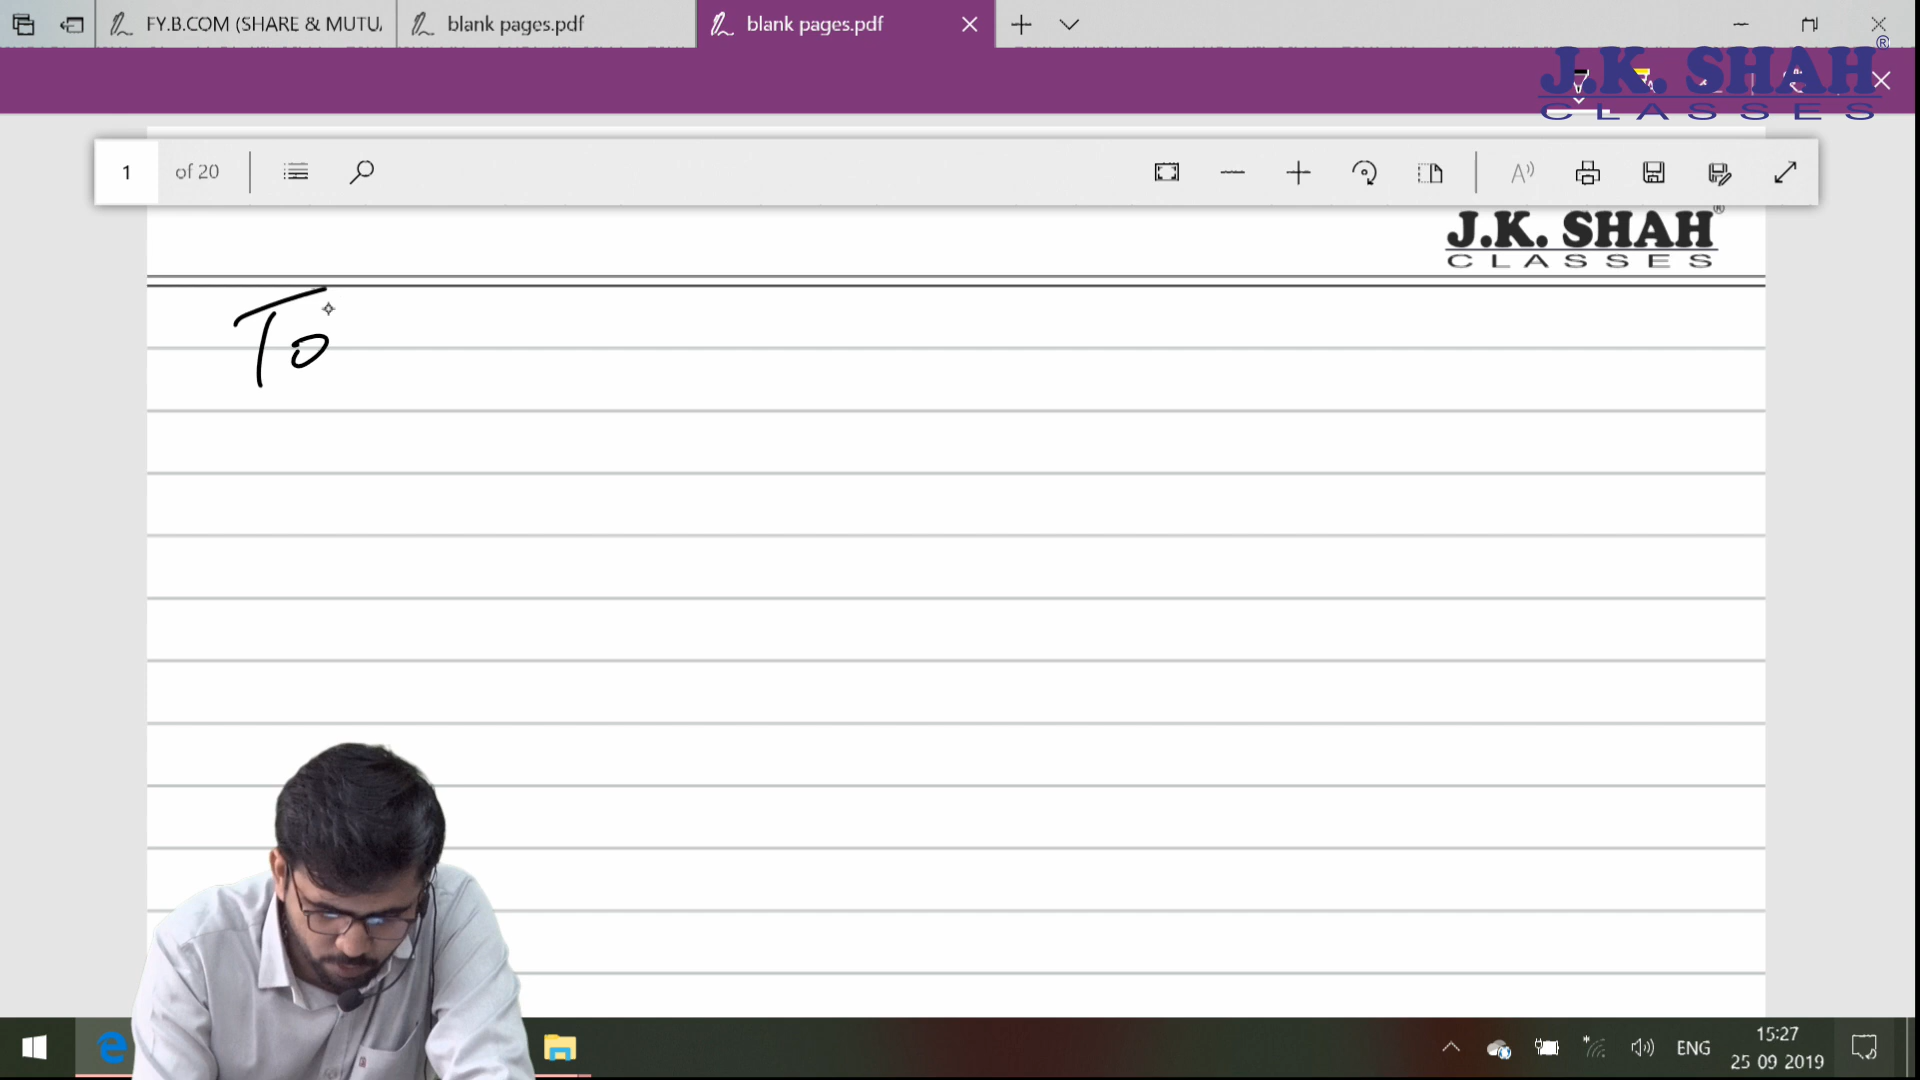 FY.B.COM (SHARE & MUTU
blank pages.pdf
blank pages.pdf
J.K. SHAH®
CLASSES
1 of 20
J.K. SHAH®
CLASSES
To
ENG
15:27
25 09 2019